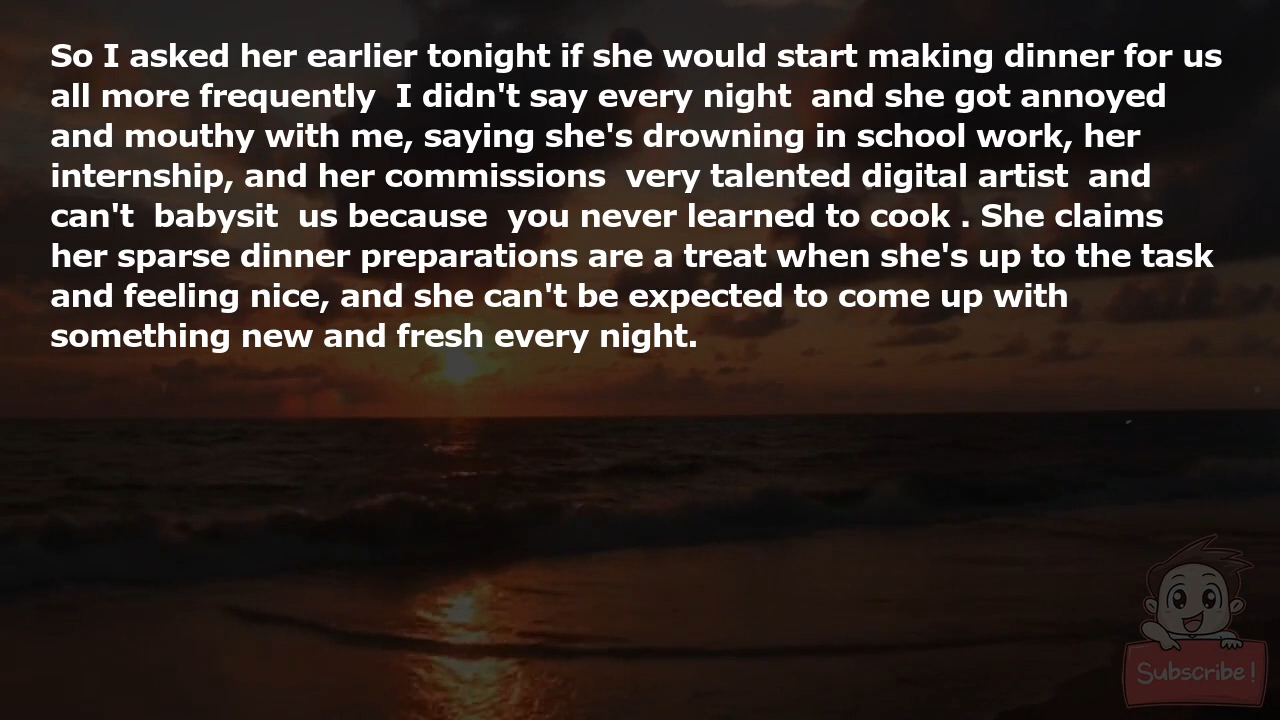 So I asked her earlier tonight if she would start making dinner for us
all more frequently  I didn't say every night  and she got annoyed
and mouthy with me, saying she's drowning in school work, her
internship, and her commissions  very talented digital artist  and
can't  babysit  us because  you never learned to cook . She claims
her sparse dinner preparations are a treat when she's up to the task
and feeling nice, and she can't be expected to come up with
something new and fresh every night.
Subscribe!